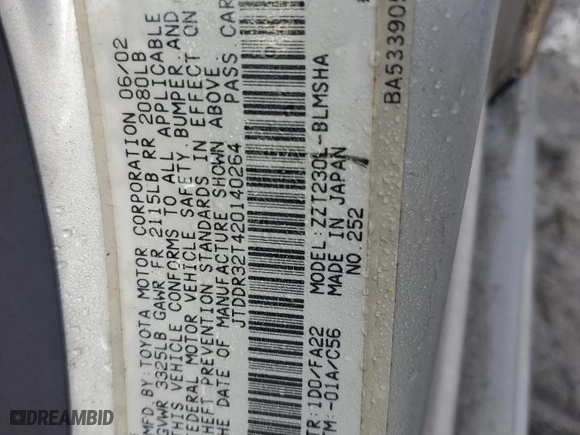 MFD BY TOYOTA MOTOR CORPORATION 06/02
GVWR 3325LB GAWR FR 2115LB RR 2080LB
THIS VEHICLE CONFORMS TO ALL APPLICABLE
FEDERAL MOTOR VEHICLE SAFETY, BUMPER, AND
THEFT PREVENTION STANDARDS IN EFFECT ON
THE DATE OF MANUFACTURE SHOWN ABOVE.
JTDDR32T420140264 PASS. CAR
TR: 1D0/FA22 MODEL: ZZT230L-BLMSHA
TM -01A/C56 MADE IN JAPAN
NO. 252
BA533905
DREAMBID